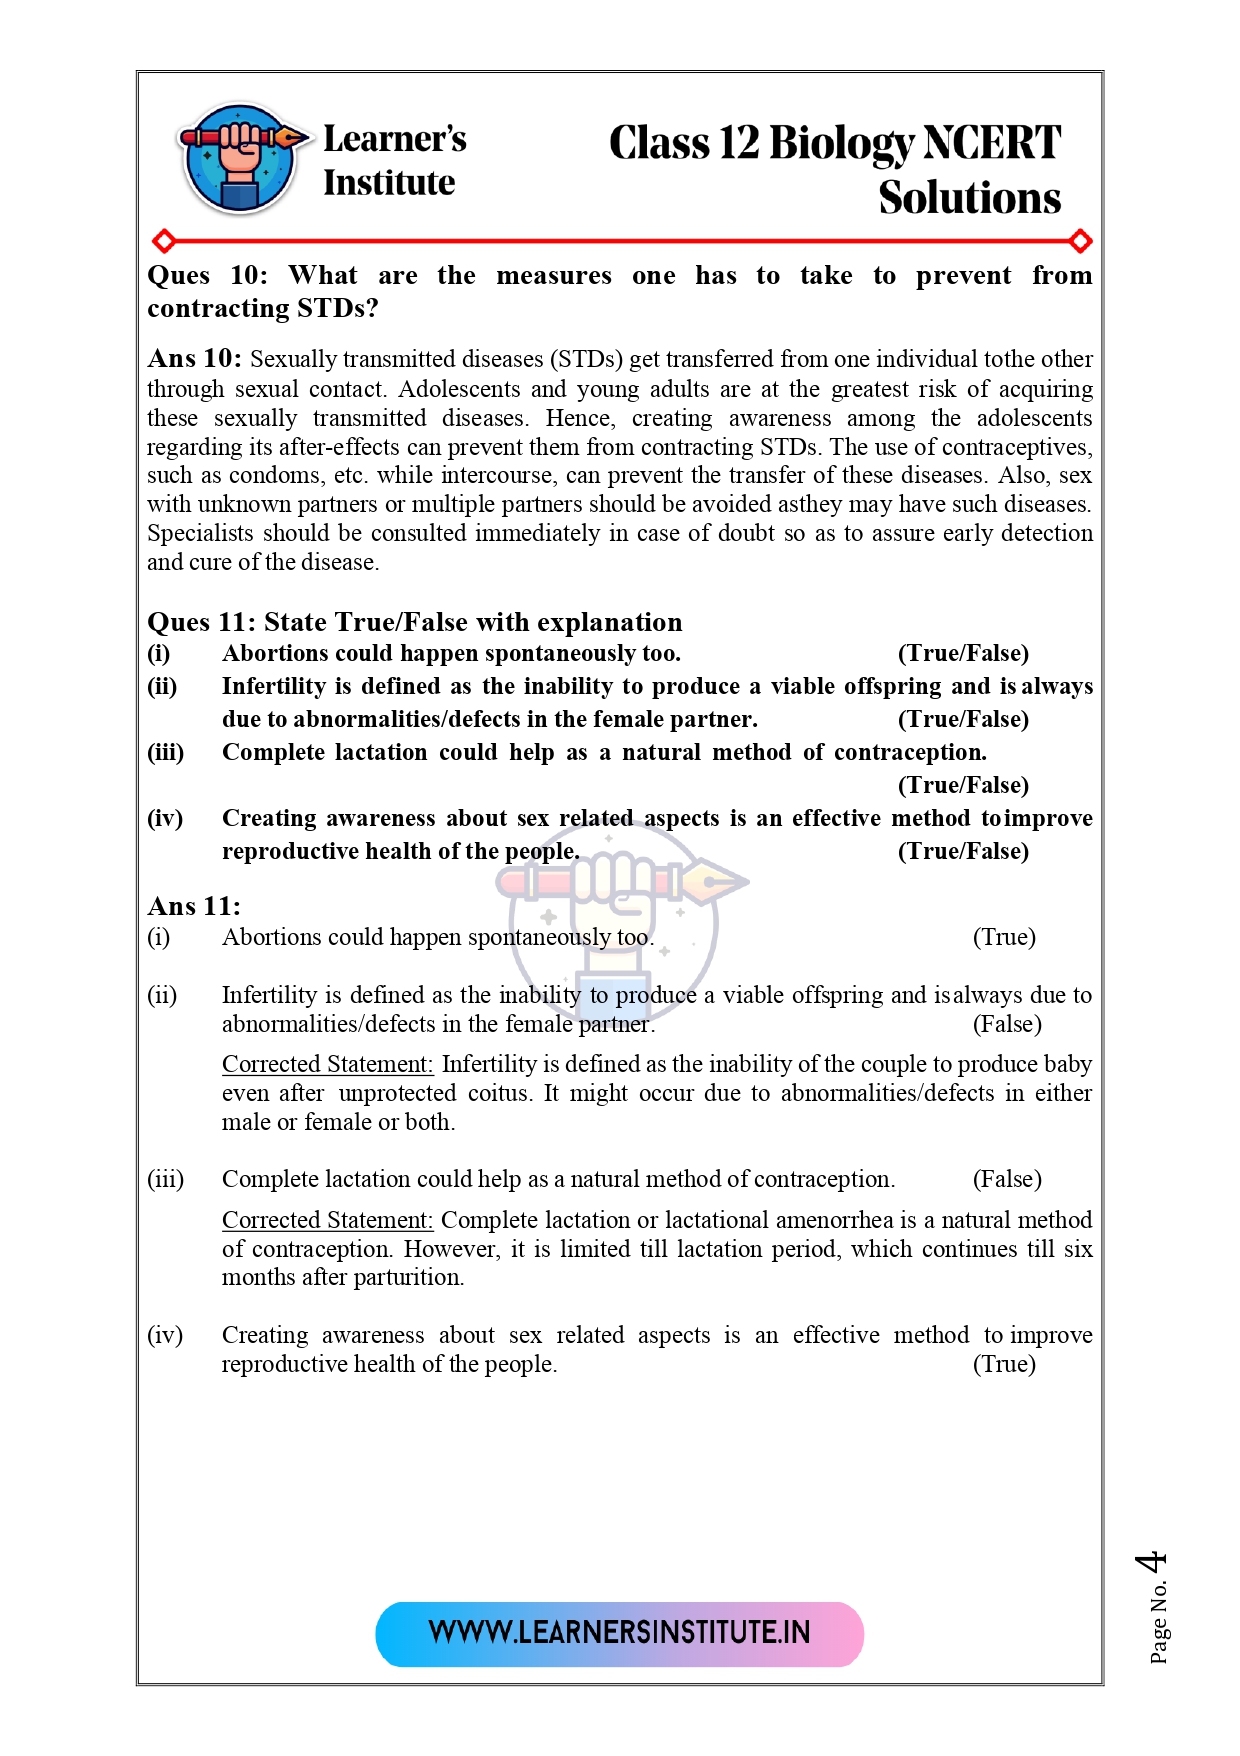 Learner's
Institute
Class 12 Biology NCERT
Solutions
Ques 10: What are the measures one has to take to prevent from
contracting STDs?
Ans 10: Sexually transmitted diseases (STDs) get transferred from one individual tothe other
through sexual contact. Adolescents and young adults are at the greatest risk of acquiring
these sexually transmitted diseases. Hence, creating awareness among the adolescents
regarding its after-effects can prevent them from contracting STDs. The use of contraceptives,
such as condoms, etc. while intercourse, can prevent the transfer of these diseases. Also, sex
with unknown partners or multiple partners should be avoided asthey may have such diseases.
Specialists should be consulted immediately in case of doubt so as to assure early detection
and cure of the disease.
Ques 11: State True/False with explanation
(i) Abortions could happen spontaneously too. (True/False)
(ii) Infertility is defined as the inability to produce a viable offspring and is always
due to abnormalities/defects in the female partner. (True/False)
(iii) Complete lactation could help as a natural method of contraception.
(True/False)
(iv) Creating awareness about sex related aspects is an effective method to improve
reproductive health of the people. (True/False)
Ans 11:
(i) Abortions could happen spontaneously too. (True)
(ii) Infertility is defined as the inability to produce a viable offspring and is always due to
abnormalities/defects in the female partner. (False)
Corrected Statement: Infertility is defined as the inability of the couple to produce baby
even after unprotected coitus. It might occur due to abnormalities/defects in either
male or female or both.
(iii) Complete lactation could help as a natural method of contraception. (False)
Corrected Statement: Complete lactation or lactational amenorrhea is a natural method
of contraception. However, it is limited till lactation period, which continues till six
months after parturition.
(iv) Creating awareness about sex related aspects is an effective method to improve
reproductive health of the people. (True)
WWW.LEARNERSINSTITUTE.IN
Page No. 4